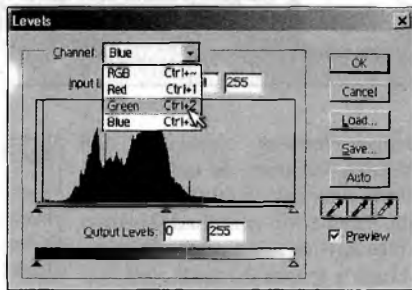 Levels
Channel: Blue
RGB Ctrl+~
Red Ctrl+1
Green Ctrl+2
Blue
Input L 255
OK
Cancel
Load...
Save...
Auto
Preview
Output Levels: 0 255